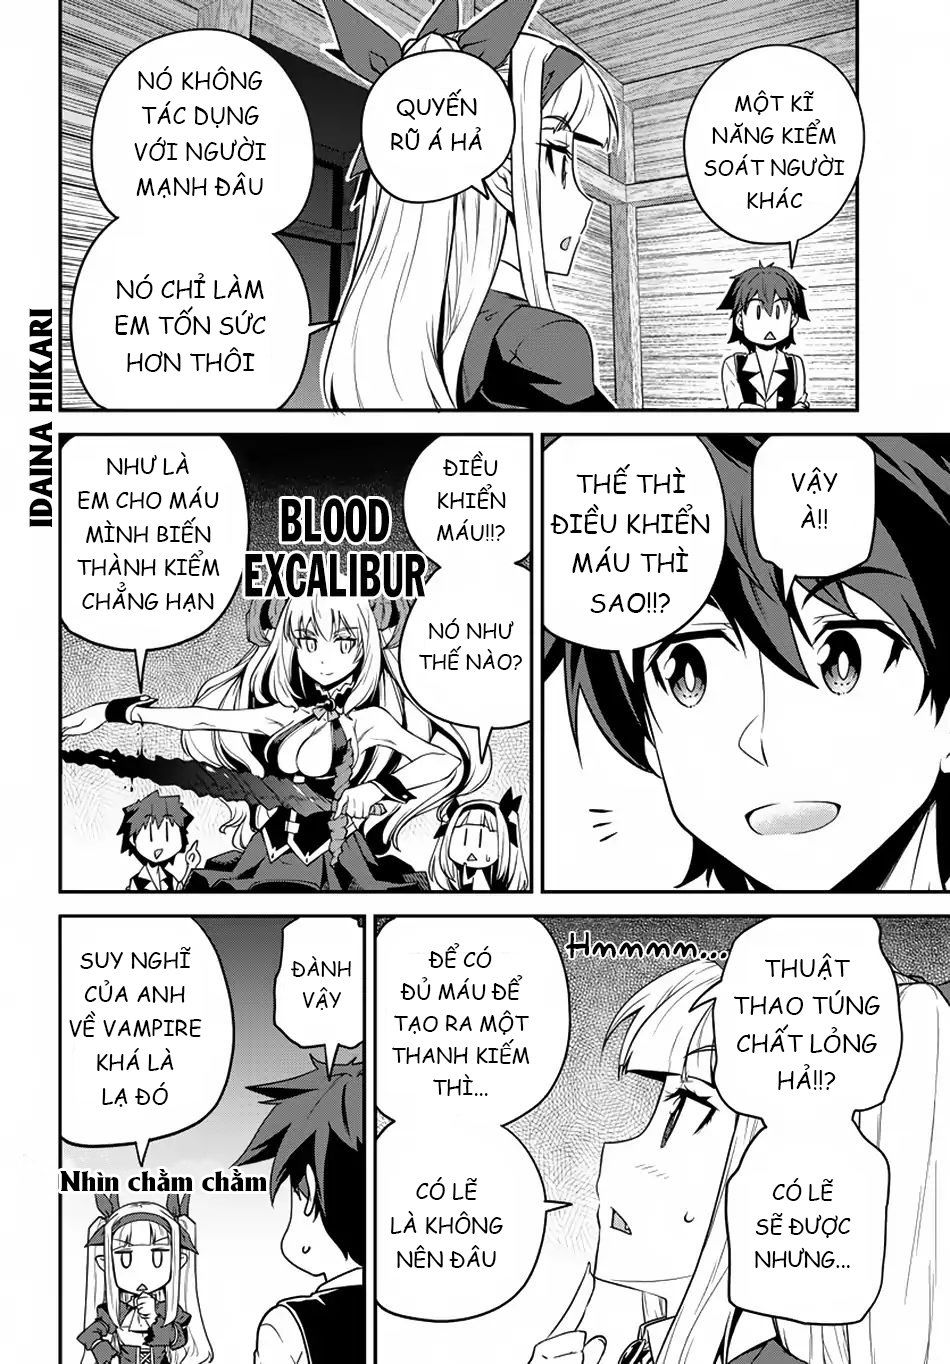 MỘT KĨ
NĂNG KIỂM
SOÁT NGƯỜI
KHÁC
QUYẾN
RŨ Á HẢ
NÓ KHÔNG
TÁC DỤNG
VỚI NGƯỜI
MẠNH ĐÂU
NÓ CHỈ LÀM
EM TỐN SỨC
HƠN THÔI
IDAINA HIKARI
VẬY
À!!
THẾ THÌ
ĐIỀU KHIỂN
MÁU THÌ
SAO!!?
ĐIỀU
KHIỂN
MÁU!!?
NÓ NHƯ
THẾ NÀO?
BLOOD
EXCALIBUR
NHƯ LÀ
EM CHO MÁU
MÌNH BIẾN
THÀNH KIẾM
CHẲNG HẠN
THUẬT
THAO TÚNG
CHẤT LỎNG
HẢ!!?
CÓ LẼ
SẼ ĐƯỢC
NHƯNG...
Hmmmm...
ĐỂ CÓ
ĐỦ MÁU ĐỂ
TẠO RA MỘT
THANH KIẾM
THÌ...
CÓ LẼ
LÀ KHÔNG
NÊN ĐÂU
ĐÀNH
VẬY
SUY NGHĨ
CỦA ANH
VỀ VAMPIRE
KHÁ LÀ
LẠ ĐÓ
Nhìn chằm chằm